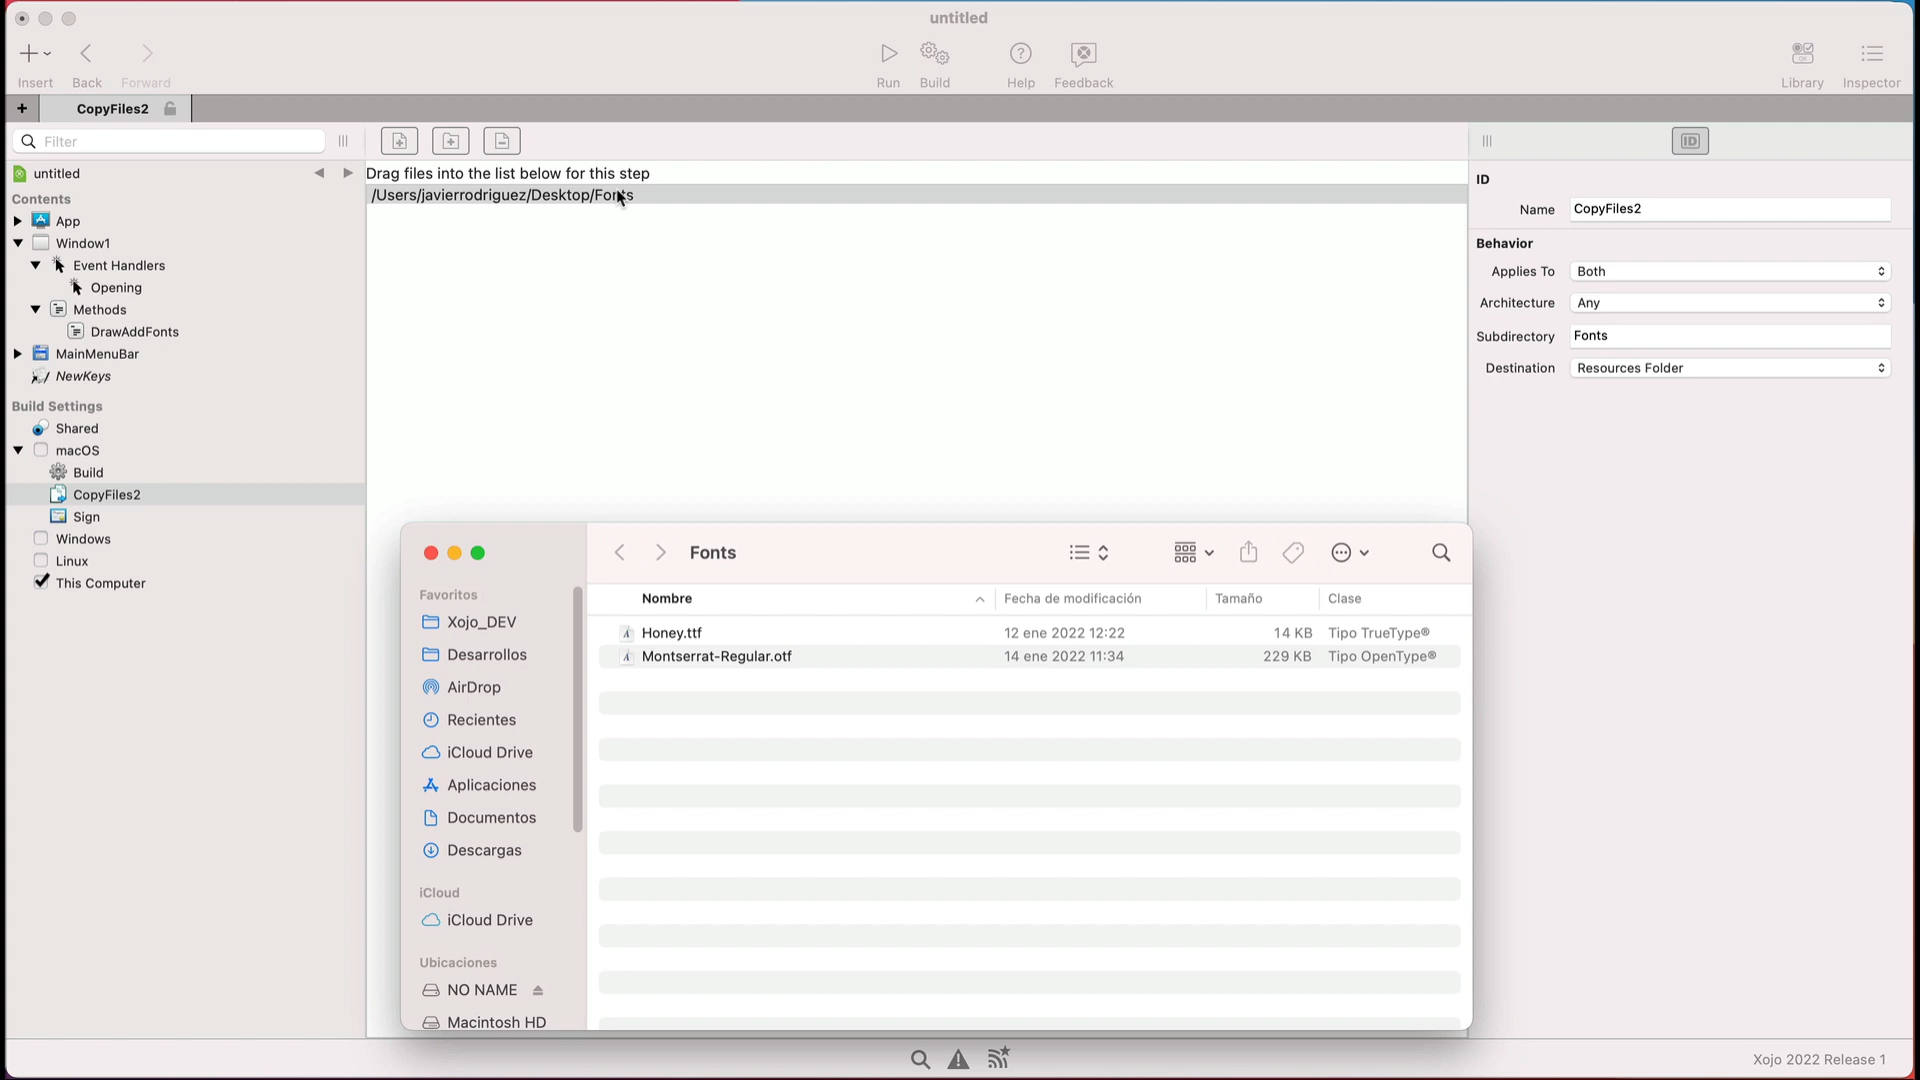 untitled
Insert
Back
Forward
Run
Build
Help
Feedback
Library
Inspector
CopyFiles2
Filter
Drag files into the list below for this step
/Users/javierrodriguez/Desktop/Fonts
untitled
Contents
App
Window1
Event Handlers
Opening
Methods
DrawAddFonts
MainMenuBar
NewKeys
Build Settings
Shared
macOS
Build
CopyFiles2
Sign
Windows
Linux
This Computer
ID
ID
Name CopyFiles2
Behavior
Applies To Both
Architecture Any
Subdirectory Fonts
Destination Resources Folder
Fonts
Favoritos
Xojo_DEV
Desarrollos
AirDrop
Recientes
iCloud Drive
Aplicaciones
Documentos
Descargas
iCloud
iCloud Drive
Ubicaciones
NO NAME
Macintosh HD
Nombre Fecha de modificación Tamaño Clase
Honey.ttf 12 ene 2022 12:22 14 KB Tipo TrueType®
Montserrat-Regular.otf 14 ene 2022 11:34 229 KB Tipo OpenType®
Xojo 2022 Release 1